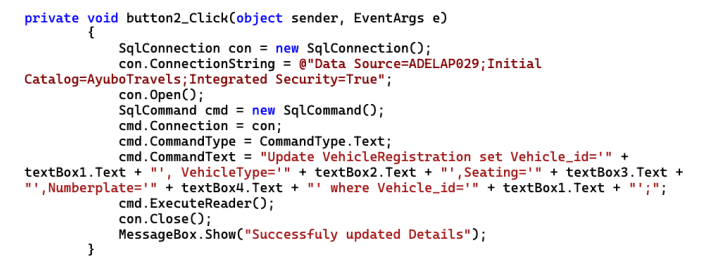 private void button2_Click(object sender, EventArgs e)
        {
            SqlConnection con = new SqlConnection();
            con.ConnectionString = @"Data Source=ADELAP029;Initial
Catalog=AyuboTravels;Integrated Security=True";
            con.Open();
            SqlCommand cmd = new SqlCommand();
            cmd.Connection = con;
            cmd.CommandType = CommandType.Text;
            cmd.CommandText = "Update VehicleRegistration set Vehicle_id='" +
textBox1.Text + "', VehicleType='" + textBox2.Text + "',Seating='" + textBox3.Text +
"',Numberplate='" + textBox4.Text + "' where Vehicle_id='" + textBox1.Text + "';";
            cmd.ExecuteReader();
            con.Close();
            MessageBox.Show("Successfuly updated Details");
        }